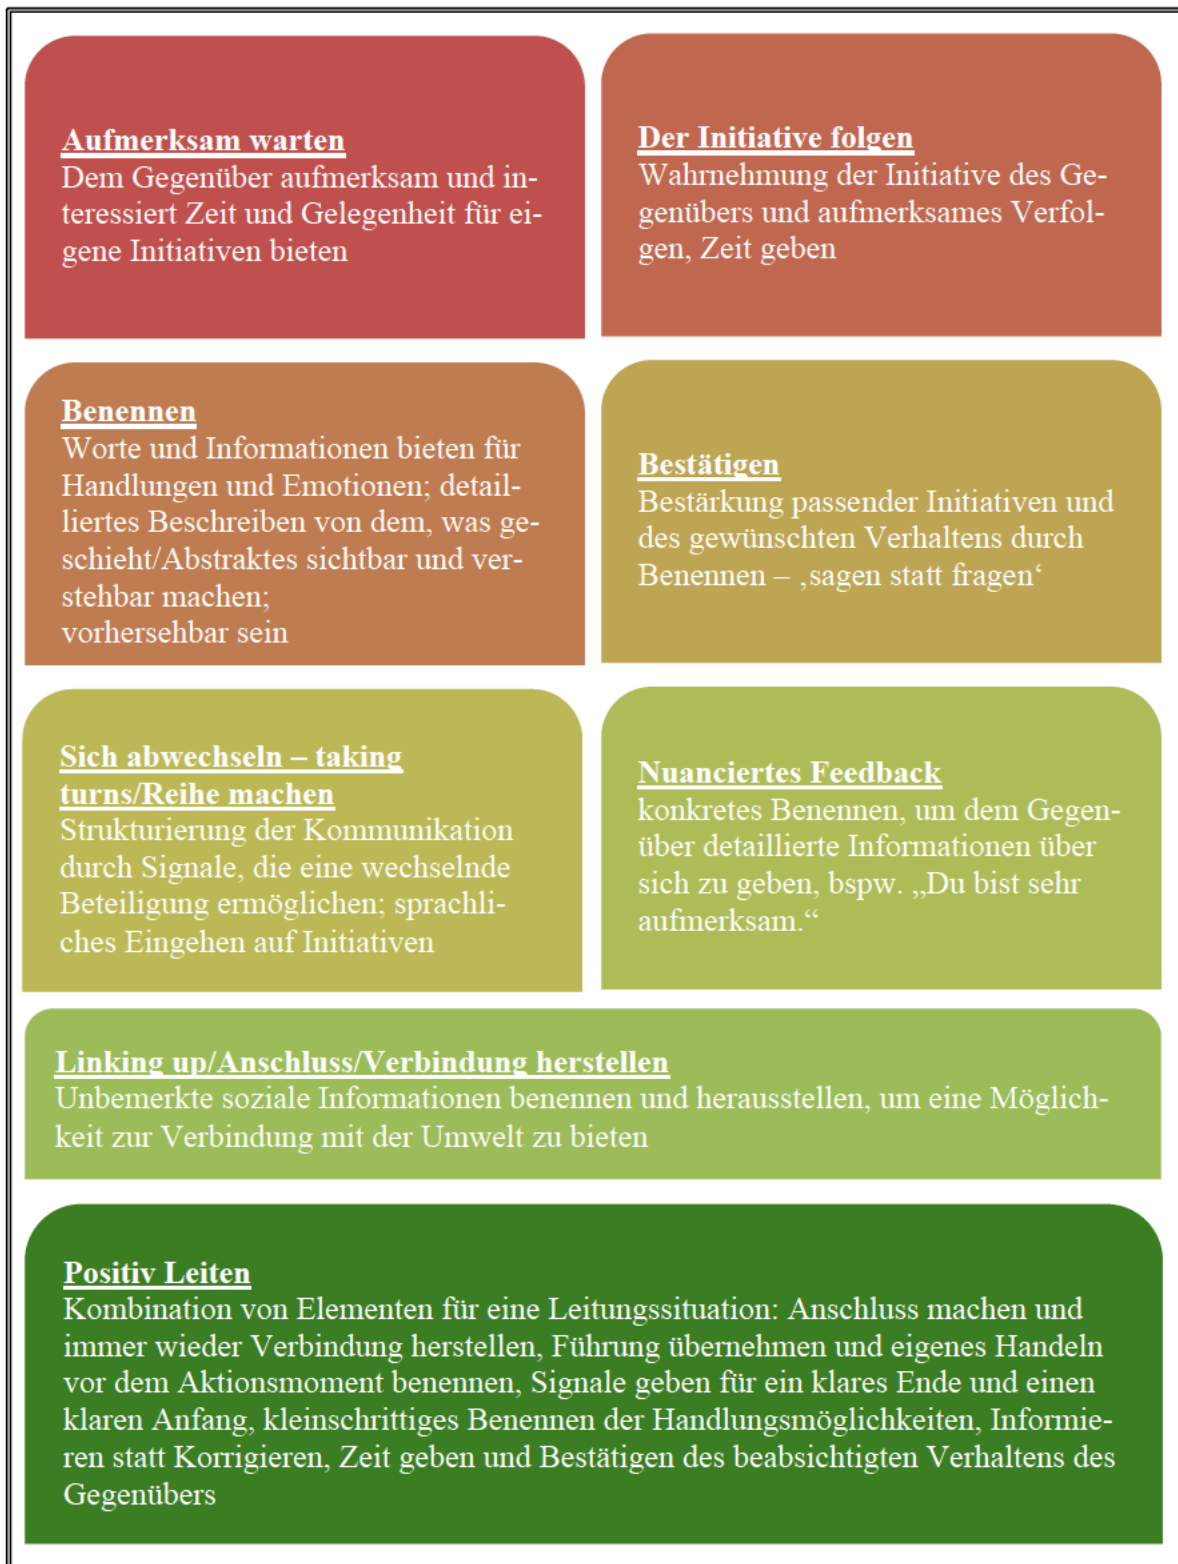 Aufmerksam warten
Dem Gegenüber aufmerksam und in-
teressiert Zeit und Gelegenheit für ei-
gene Initiativen bieten
Der Initiative folgen
Wahrnehmung der Initiative des Ge-
genübers und aufmerksames Verfol-
gen, Zeit geben
Benennen
Worte und Informationen bieten für
Handlungen und Emotionen; detail-
liertes Beschreiben von dem, was ge-
schieht/Abstraktes sichtbar und ver-
stehbar machen;
vorhersehbar sein
Bestätigen
Bestärkung passender Initiativen und
des gewünschten Verhaltens durch
Benennen – ‚sagen statt fragen‘
Sich abwechseln – taking
turns/Reihe machen
Strukturierung der Kommunikation
durch Signale, die eine wechselnde
Beteiligung ermöglichen; sprachli-
ches Eingehen auf Initiativen
Nuanciertes Feedback
konkretes Benennen, um dem Gegen-
über detaillierte Informationen über
sich zu geben, bspw. „Du bist sehr
aufmerksam.“
Linking up/Anschluss/Verbindung herstellen
Unbemerkte soziale Informationen benennen und herausstellen, um eine Möglich-
keit zur Verbindung mit der Umwelt zu bieten
Positiv Leiten
Kombination von Elementen für eine Leitungssituation: Anschluss machen und
immer wieder Verbindung herstellen, Führung übernehmen und eigenes Handeln
vor dem Aktionsmoment benennen, Signale geben für ein klares Ende und einen
klaren Anfang, kleinschrittiges Benennen der Handlungsmöglichkeiten, Informie-
ren statt Korrigieren, Zeit geben und Bestätigen des beabsichtigten Verhaltens des
Gegenübers